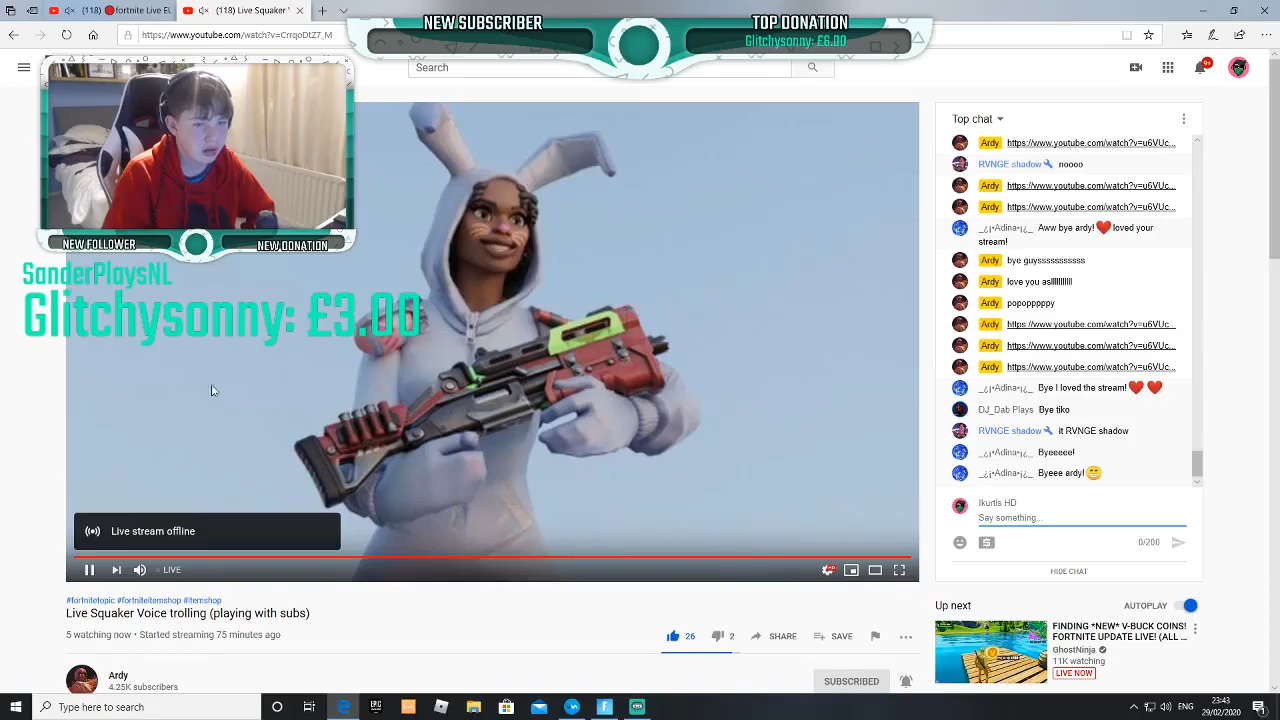 (118) 🔴fortnite Live El
(118) Live Squaker
https://www.youtube.com/watch?v=CrrqoDtZ7_M
NEW SUBSCRIBER
TOP DONATION
Glitchysonny: £6.00
Search
9+
NEW FOLLOWER
NEW DONATION
SanderPlaysNL
Glitchysonny: £3.00
Live stream offline
LIVE
#fortnitetopic #fortnileitemshop #itemshop
Live Squaker Voice trolling (playing with subs)
5 watching now • Started streaming 75 minutes ago
26
2
SHARE
SAVE
Ardy
4.25K subscribers
SUBSCRIBED
Top chat
Ardy https://www.youtube.com/watch?v=u6VUc...
RVNGE shadow noooo
Ardy https://www.youtube.com/watch?v=u6VUc...
Ardy https://www.youtube.com/watch?v=u6VUc...
_¿¡•Adina•¡¿_ Aww bye ardy!❤️ loved your
stream!
Ardy bye guysssssssssss
Ardy love you asllllllllll
Ardy popopppppy
Ardy https://www.youtube.com/watch?v=u6VUc...
Ardy https://www.youtube.com/watch?v=u6VUc...
Ardy https://www.youtube.com/watch?v=u6VUc...
_¿¡•Adina•¡¿_ Bye I loved the stream!❤️ ❤️
DJ_Dab Plays Bye tiko
RVNGE shadow it RVNGE shadow
_¿¡•Adina•¡¿_ Byeeeee!
_¿¡•Adina•¡¿_ Byeee ardy!😁
Ikurtis HD
Say something...
0/200
HIDE CHAT
Up next
AUTOPLAY
FINDING *NEW* V-BUCK COINS!
FORTNITE UPDATE LIVE! (ALL ...
GhostNinja
11K watching
LIVE NOW
Type here to search
ENG
23:43
29/02/2020